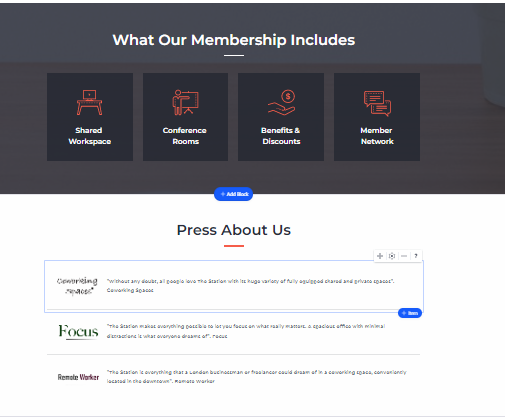 What Our Membership Includes
$
Shared
Workspace
Conference
Rooms
Benefits &
Discounts
Member
Network
+ Add Block
Press About Us
?
Coworking
spaces
"Without any doubt, all people love The Station with its huge variety of fully equipped shared and private spaces",
Coworking Spaces
+ Item
Focus
"The Station makes everything possible to let you focus on what really matters. A spacious office with minimal
distractions is what everyone dreams of". Focus
Remote Worker
"The Station is everything that a London businessman or freelancer could dream of in a coworking space, conveniently
located in the downtown". Remote Worker